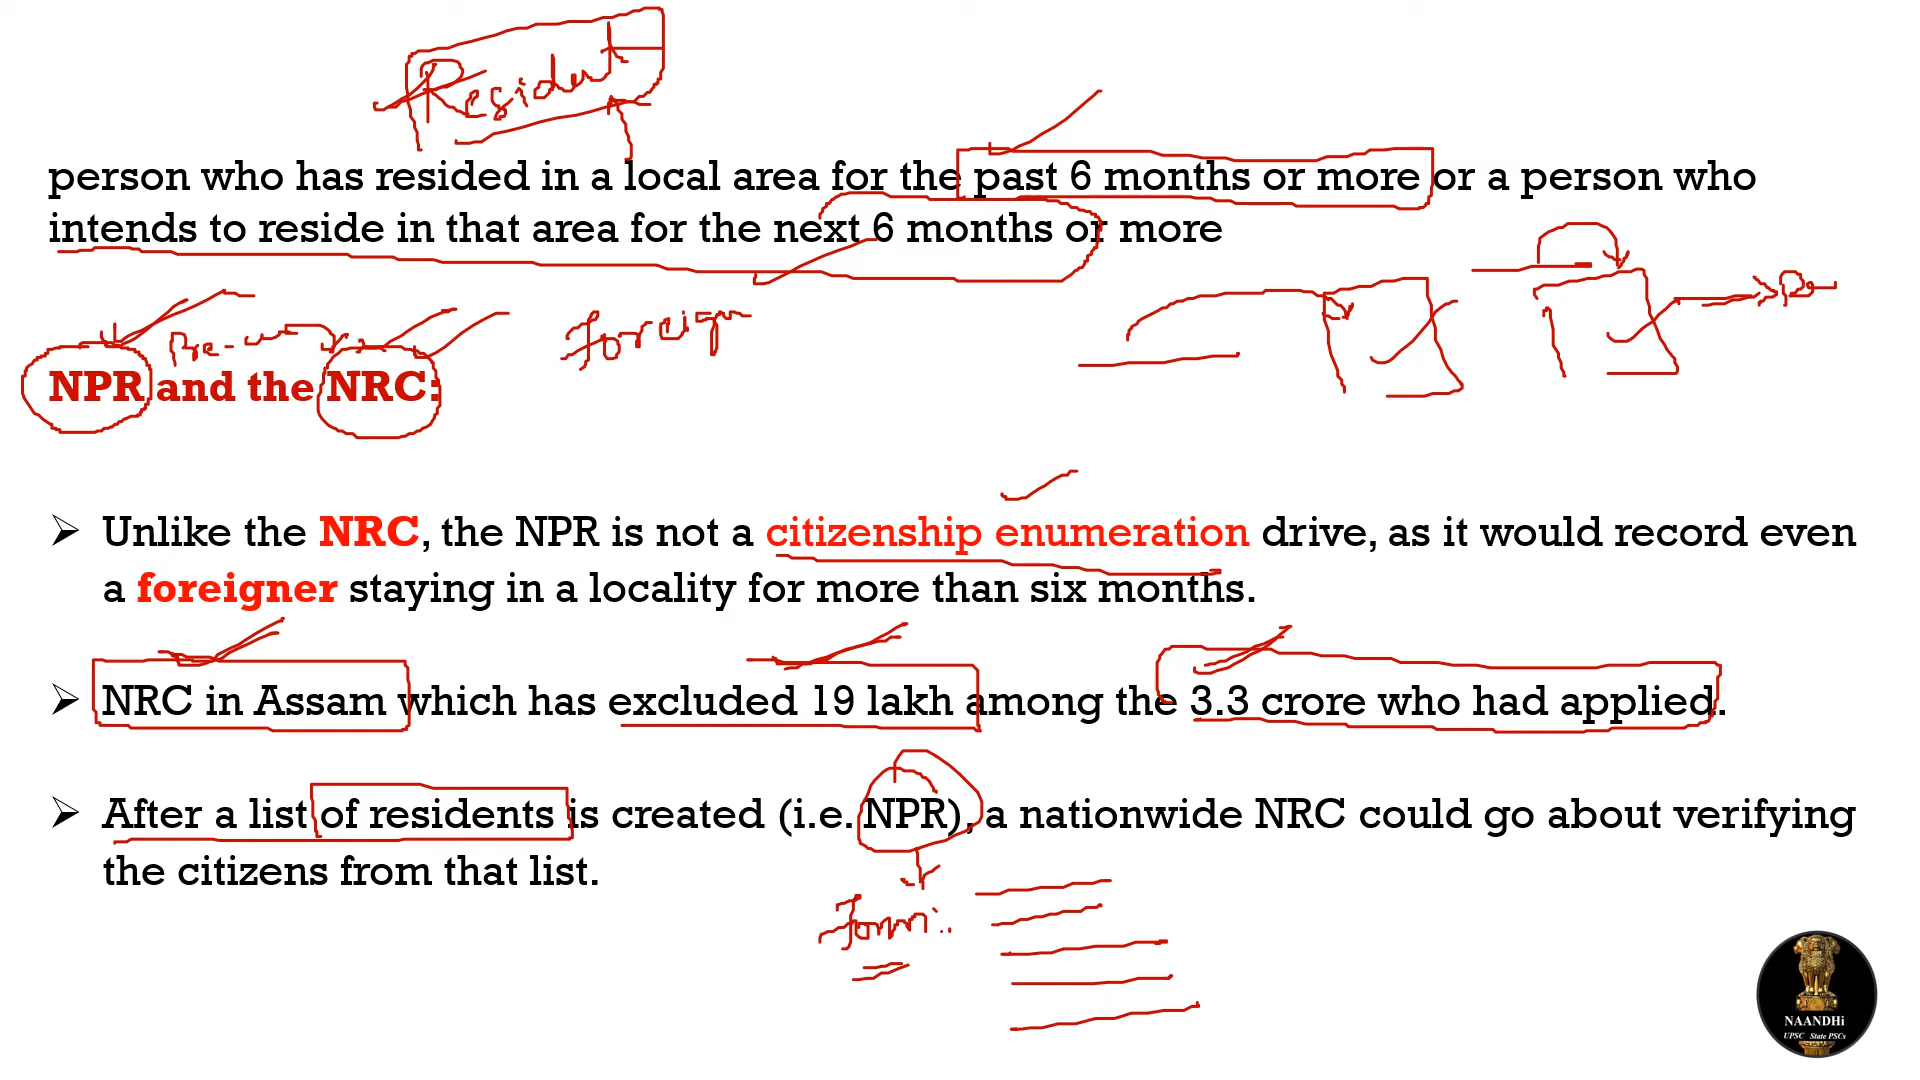 Resident
person who has resided in a local area for the past 6 months or more or a person who
intends to reside in that area for the next 6 months or more
Foreign
NPR and the NRC:
➢ Unlike the NRC, the NPR is not a citizenship enumeration drive, as it would record even
a foreigner staying in a locality for more than six months.
➢ NRC in Assam which has excluded 19 lakh among the 3.3 crore who had applied.
➢ After a list of residents is created (i.e. NPR), a nationwide NRC could go about verifying
the citizens from that list.
NAANDHi
UPSC State PSCs